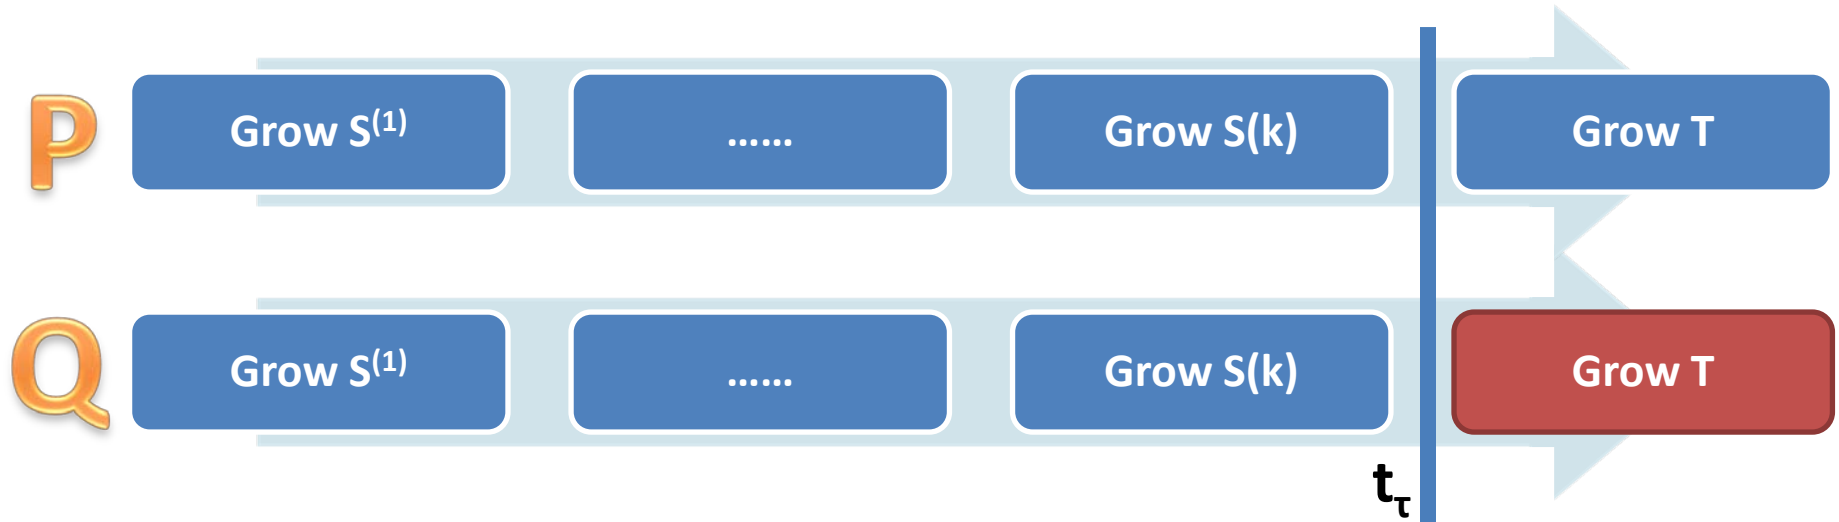 P Grow S⁽¹⁾ ...... Grow S(k) Grow T
Q Grow S⁽¹⁾ ...... Grow S(k) Grow T
tτ